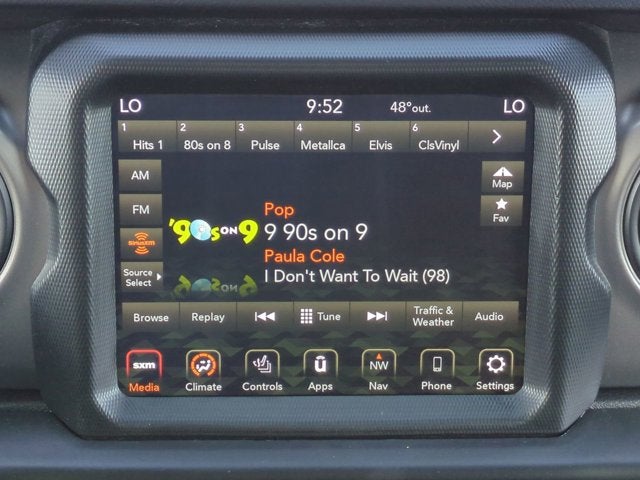 LO 9:52 48°out. LO
1 Hits 1 2 80s on 8 3 Pulse 4 Metallca 5 Elvis 6 ClsVinyl
AM
Map
FM
Fav
Pop
'90s ON 9
9 90s on 9
SiriusXM
Paula Cole
Source
Select
I Don't Want To Wait (98)
Browse Replay Tune Traffic &
Weather Audio
sxm ū NW
Media Climate Controls Apps Nav Phone Settings